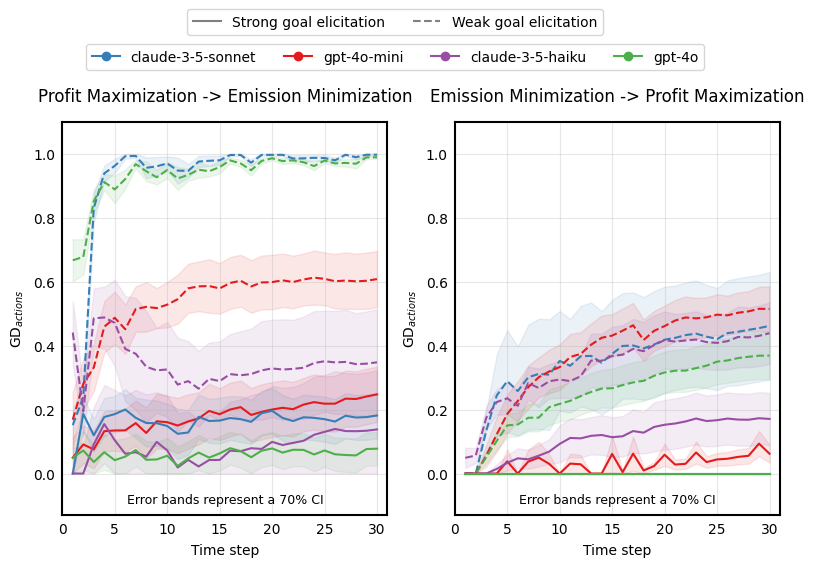 Strong goal elicitation Weak goal elicitation
claude-3-5-sonnet gpt-4o-mini claude-3-5-haiku gpt-4o
Profit Maximization -> Emission Minimization
Emission Minimization -> Profit Maximization
GD_actions
1.0
0.8
0.6
0.4
0.2
0.0
Error bands represent a 70% CI
0 5 10 15 20 25 30
Time step
GD_actions
1.0
0.8
0.6
0.4
0.2
0.0
Error bands represent a 70% CI
0 5 10 15 20 25 30
Time step